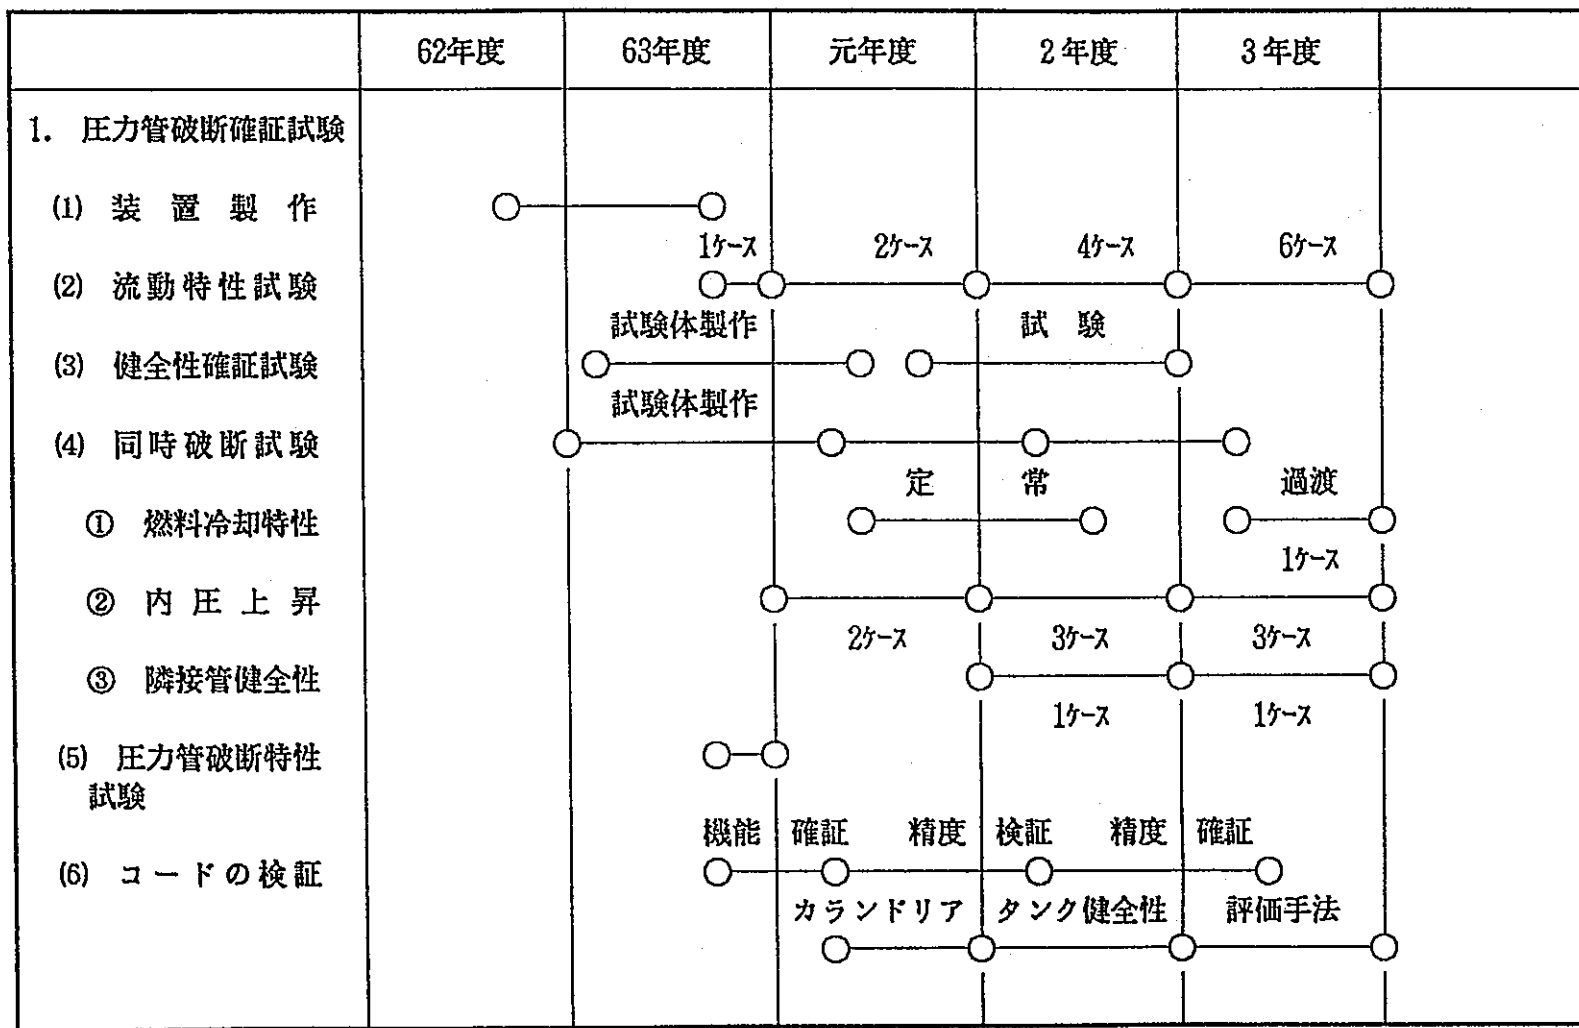 62年度 63年度 元年度 2年度 3年度
1. 圧力管破断確証試験
(1) 装置製作
1ケース 2ケース 4ケース 6ケース
(2) 流動特性試験
試験体製作 試験
(3) 健全性確証試験
試験体製作
(4) 同時破断試験
定常 過渡
① 燃料冷却特性
1ケース
② 内圧上昇
2ケース 3ケース 3ケース
③ 隣接管健全性
1ケース 1ケース
(5) 圧力管破断特性
試験
機能確証 精度検証 精度確証
(6) コードの検証
カランドリアタンク健全性 評価手法